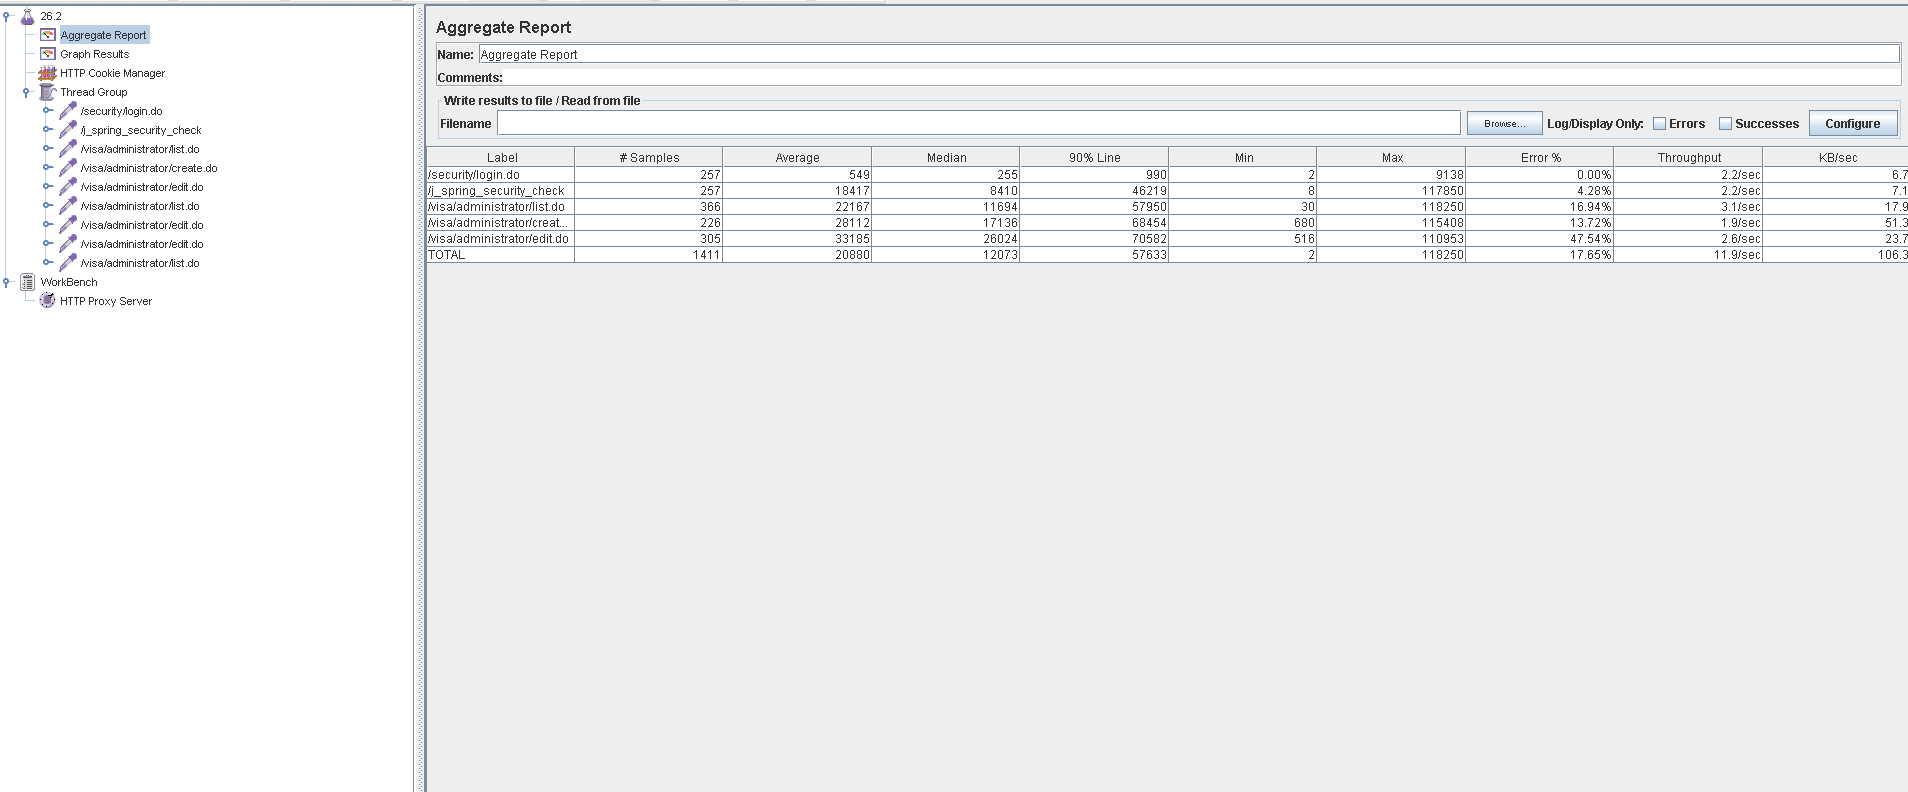 26.2
Aggregate Report
Graph Results
HTTP Cookie Manager
Thread Group
/security/login.do
/j_spring_security_check
/visa/administrator/list.do
/visa/administrator/create.do
/visa/administrator/edit.do
/visa/administrator/list.do
/visa/administrator/edit.do
/visa/administrator/edit.do
/visa/administrator/list.do
WorkBench
HTTP Proxy Server
Aggregate Report
Name: Aggregate Report
Comments:
Write results to file / Read from file
Filename Browse... Log/Display Only: Errors Successes Configure
Label # Samples Average Median 90% Line Min Max Error % Throughput KB/sec
/security/login.do 257 549 255 990 2 9138 0.00% 2.2/sec 6.7
/j_spring_security_check 257 18417 8410 46219 8 117850 4.28% 2.2/sec 7.1
/visa/administrator/list.do 366 22167 11694 57950 30 118250 16.94% 3.1/sec 17.9
/visa/administrator/creat... 226 28112 17136 68454 680 115408 13.72% 1.9/sec 51.3
/visa/administrator/edit.do 305 33185 26024 70582 516 110953 47.54% 2.6/sec 23.7
TOTAL 1411 20880 12073 57633 2 118250 17.65% 11.9/sec 106.3